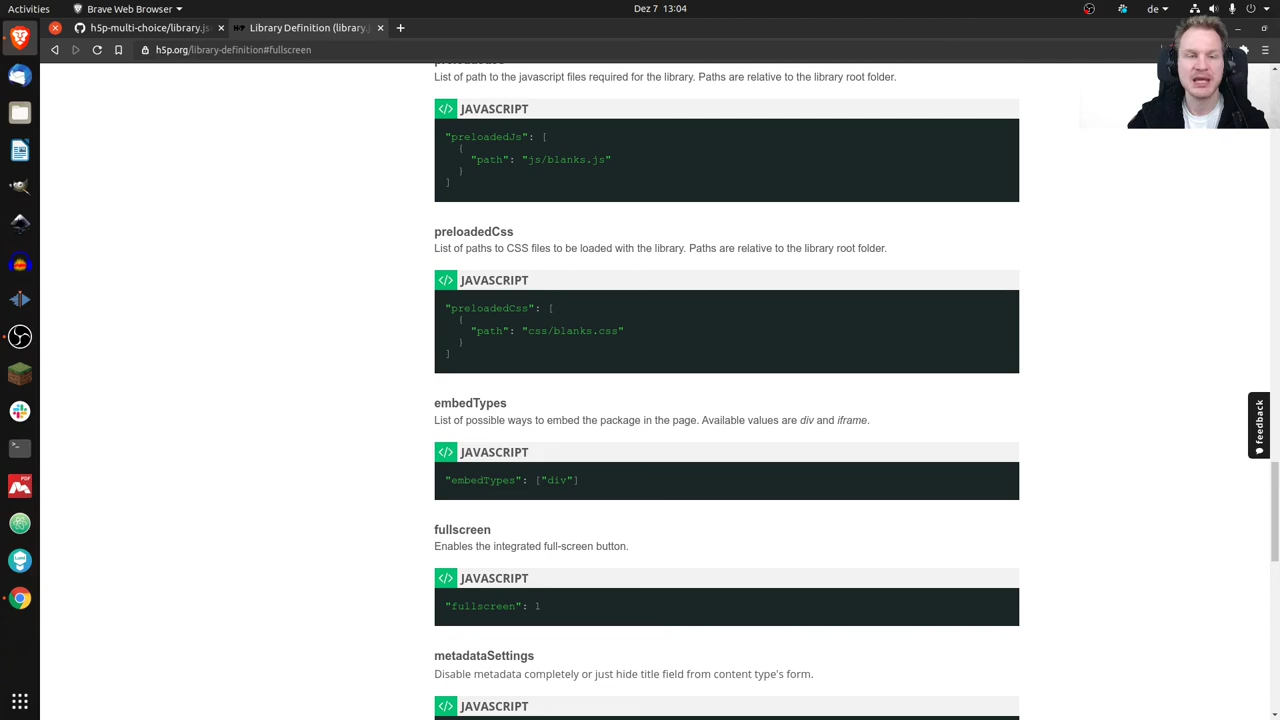 Activities
Brave Web Browser
Dec 7 13:04
h5p-multi-choice/library.js
H-P
Library Definition (library.j
h5p.org/library-definition#fullscreen
List of path to the javascript files required for the library. Paths are relative to the library root folder.
</> JAVASCRIPT
"preloadedJs": [
{
"path": "js/blanks.js"
}
]
preloadedCss
List of paths to CSS files to be loaded with the library. Paths are relative to the library root folder.
</> JAVASCRIPT
"preloadedCss": [
{
"path": "css/blanks.css"
}
]
embedTypes
List of possible ways to embed the package in the page. Available values are div and iframe.
</> JAVASCRIPT
"embedTypes": ["div"]
feedback
fullscreen
Enables the integrated full-screen button.
</> JAVASCRIPT
"fullscreen": 1
metadataSettings
Disable metadata completely or just hide title field from content type's form.
</> JAVASCRIPT
PDF